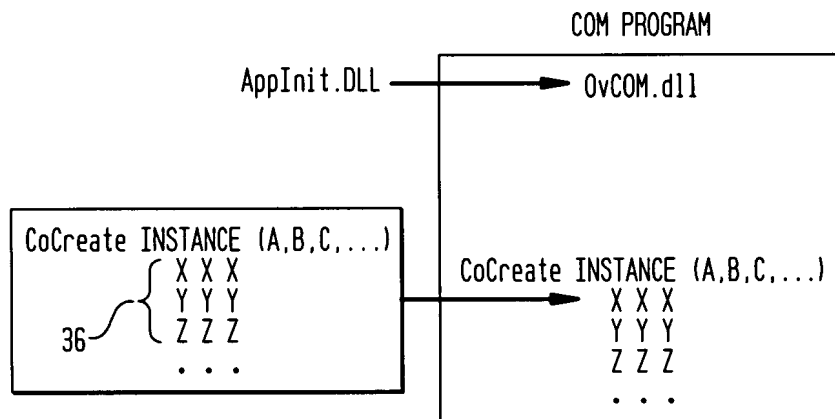 COM PROGRAM
AppInit.DLL
OvCOM.dll
CoCreate INSTANCE (A,B,C,...)
X X X
Y Y Y
Z Z Z
. . .
36
CoCreate INSTANCE (A,B,C,...)
X X X
Y Y Y
Z Z Z
. . .